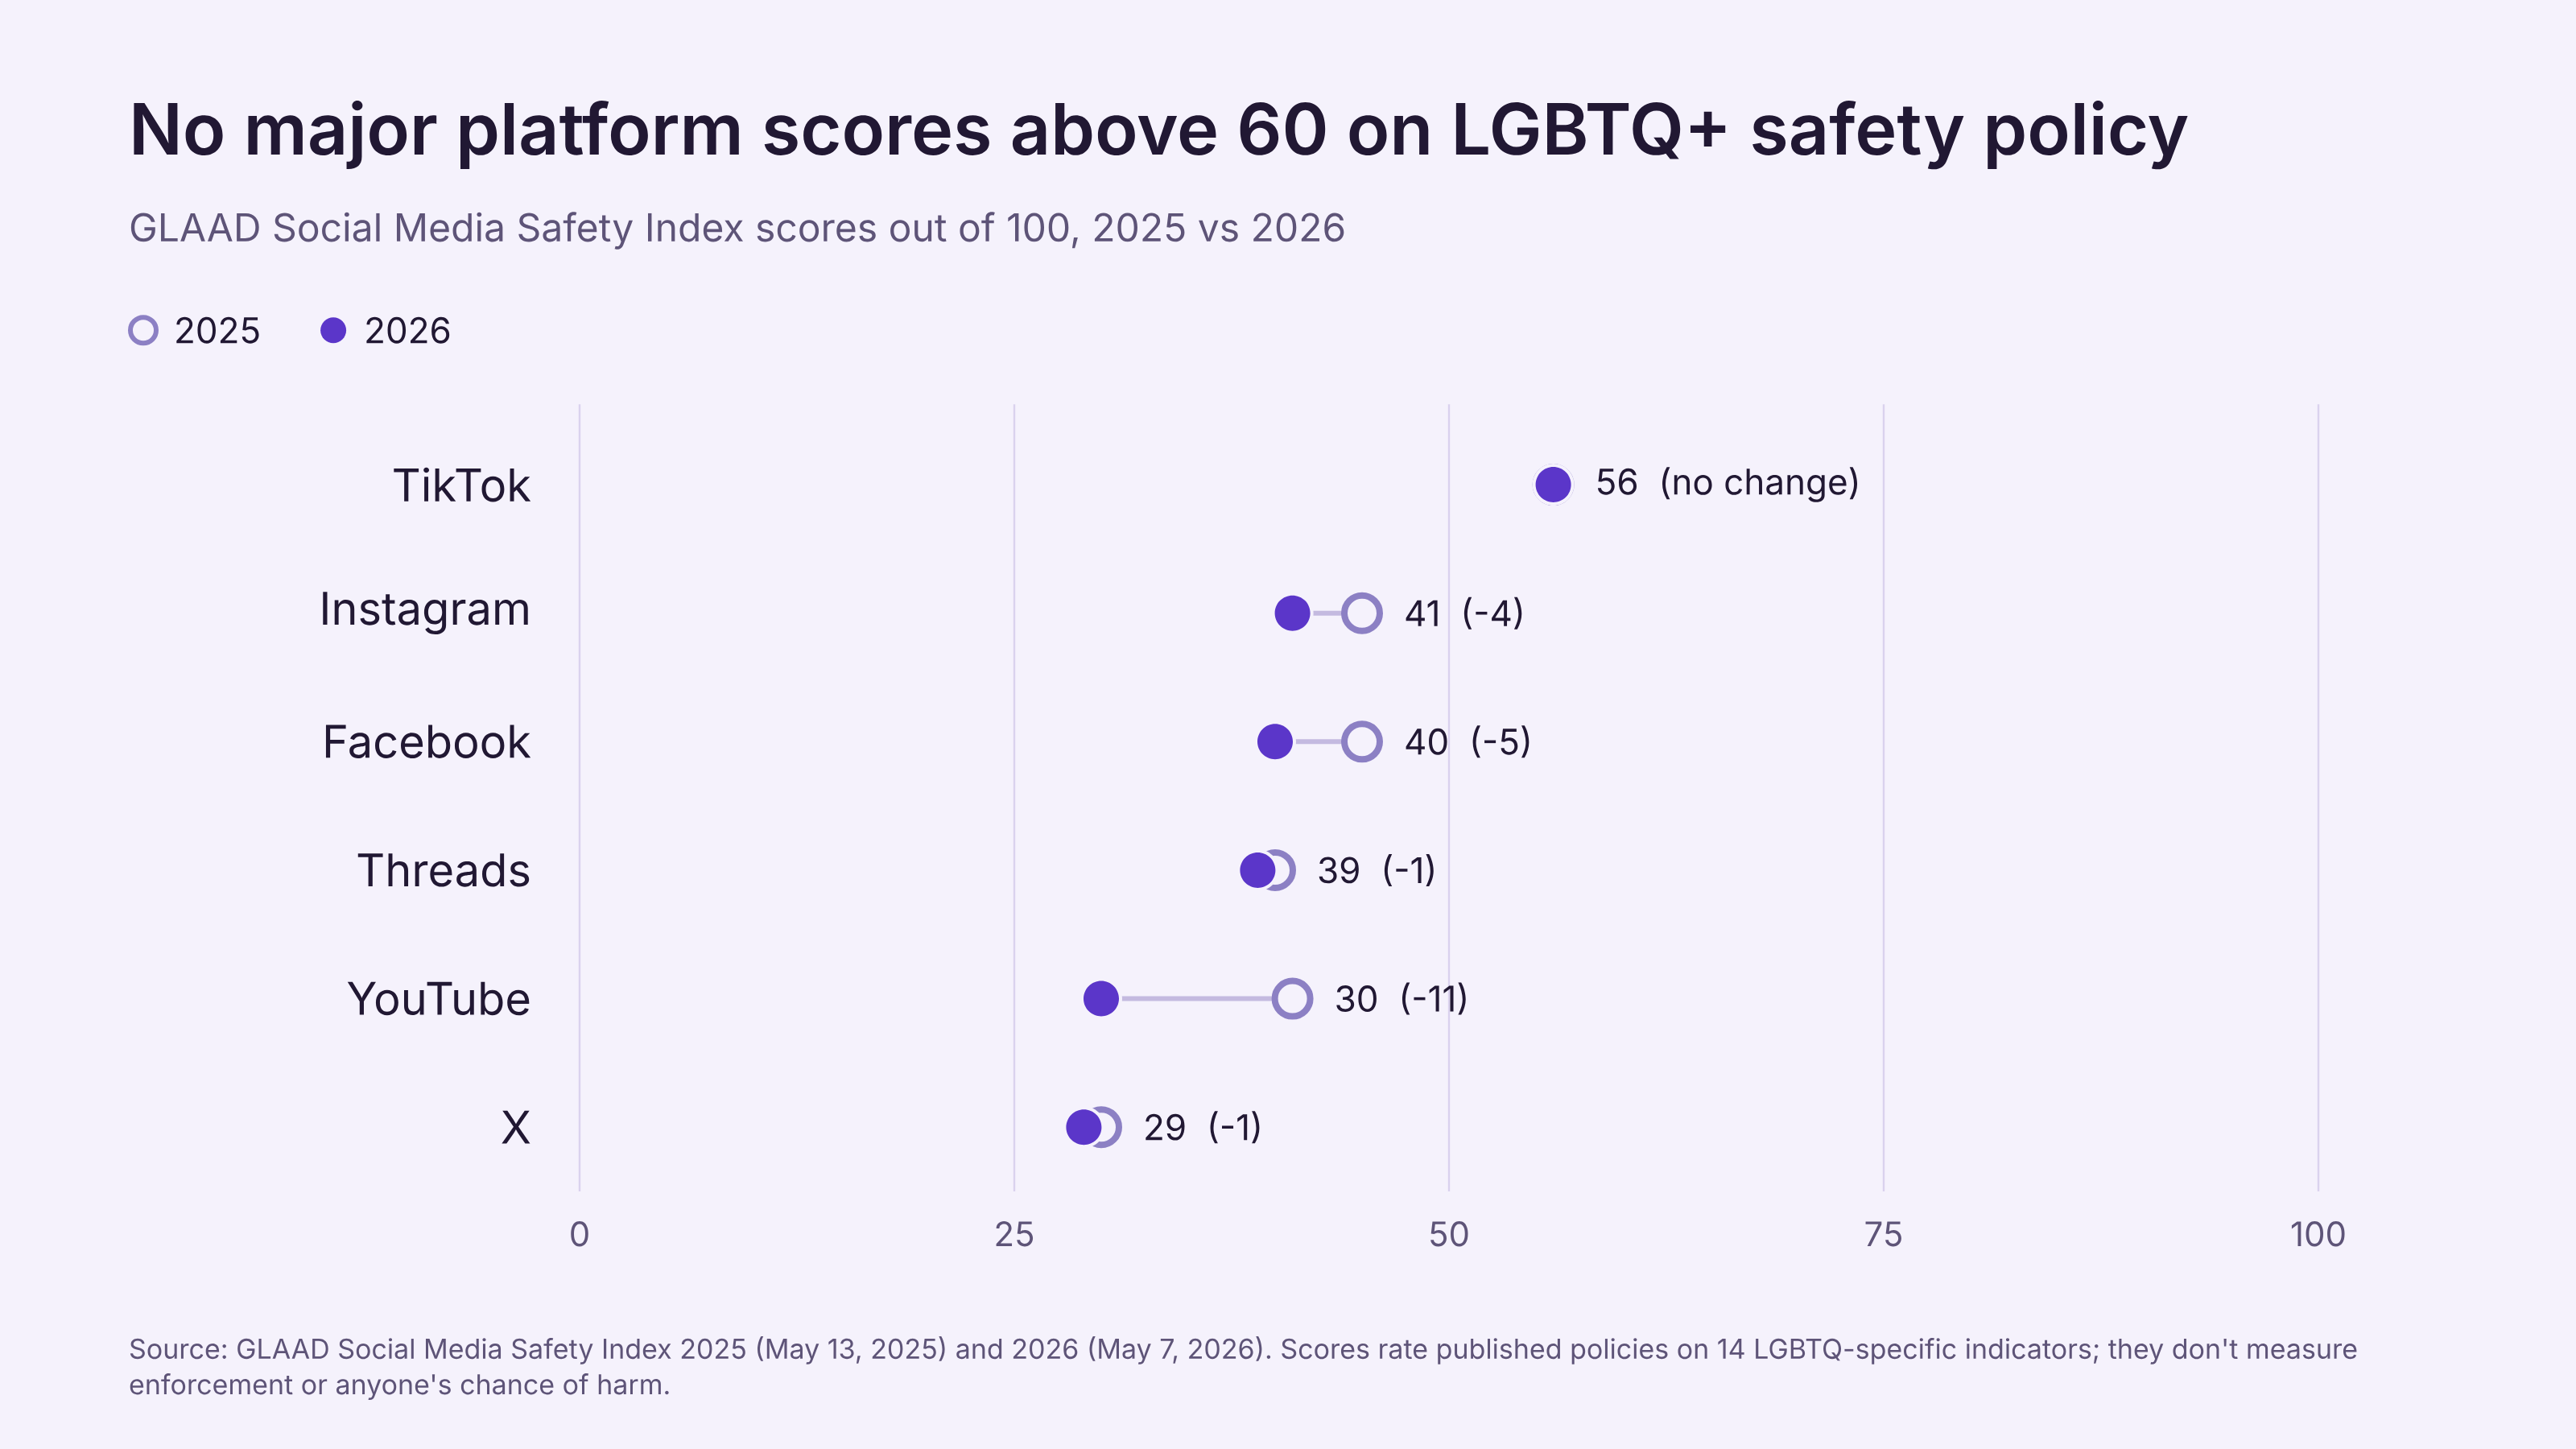 No major platform scores above 60 on LGBTQ+ safety policy
GLAAD Social Media Safety Index scores out of 100, 2025 vs 2026
2025 2026
TikTok 56 (no change)
Instagram 41 (-4)
Facebook 40 (-5)
Threads 39 (-1)
YouTube 30 (-11)
X 29 (-1)
0 25 50 75 100
Source: GLAAD Social Media Safety Index 2025 (May 13, 2025) and 2026 (May 7, 2026). Scores rate published policies on 14 LGBTQ-specific indicators; they don't measure
enforcement or anyone's chance of harm.